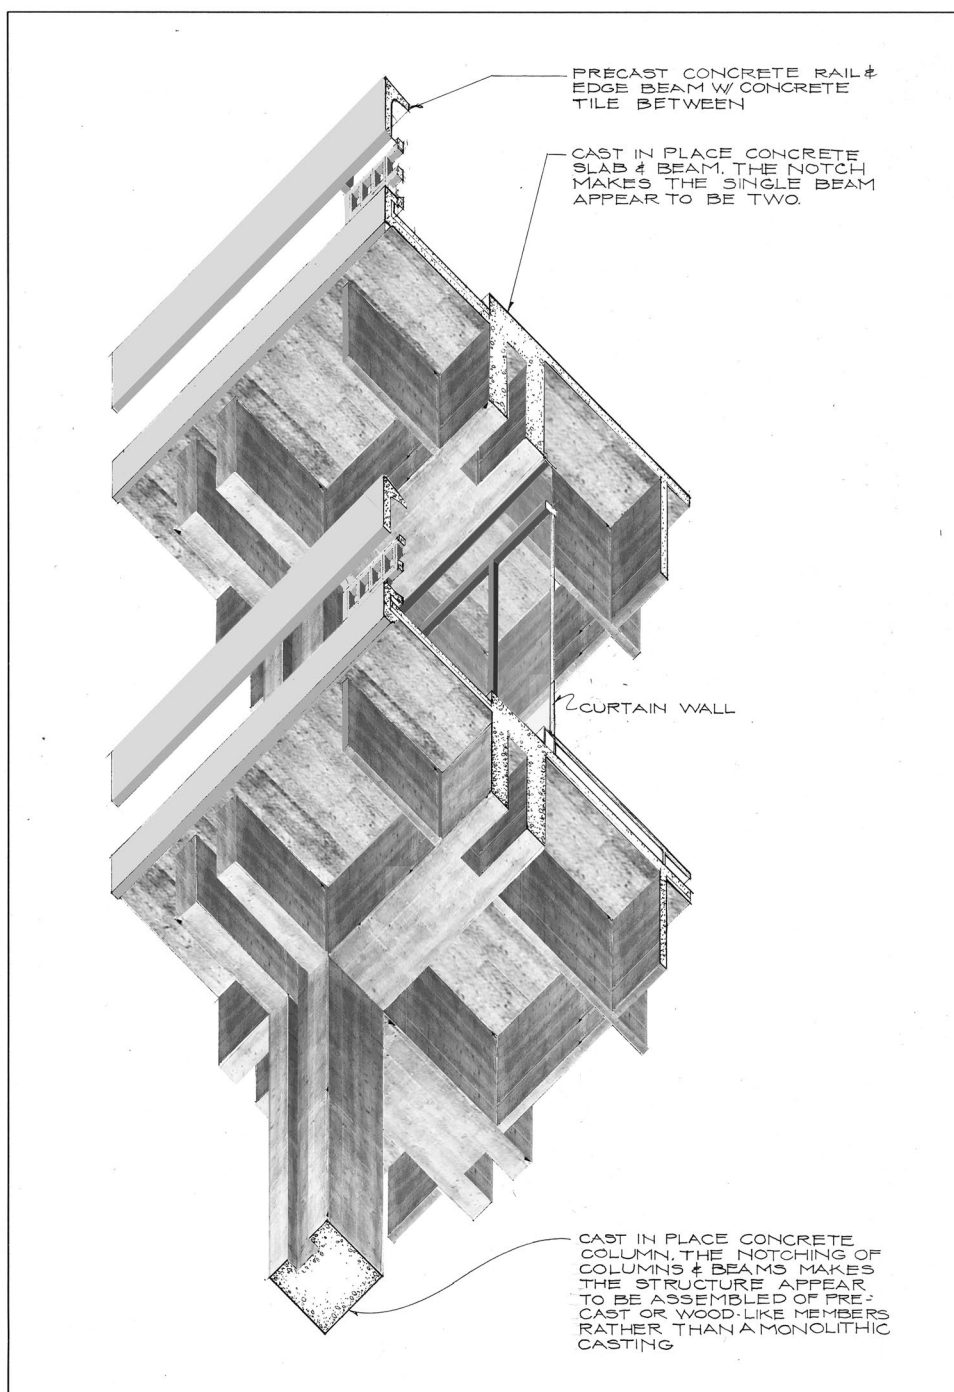 PRECAST CONCRETE RAIL &
EDGE BEAM W/ CONCRETE
TILE BETWEEN
CAST IN PLACE CONCRETE
SLAB & BEAM. THE NOTCH
MAKES THE SINGLE BEAM
APPEAR TO BE TWO.
CURTAIN WALL
CAST IN PLACE CONCRETE
COLUMN. THE NOTCHING OF
COLUMNS & BEAMS MAKES
THE STRUCTURE APPEAR
TO BE ASSEMBLED OF PRE-
CAST OR WOOD-LIKE MEMBERS
RATHER THAN A MONOLITHIC
CASTING